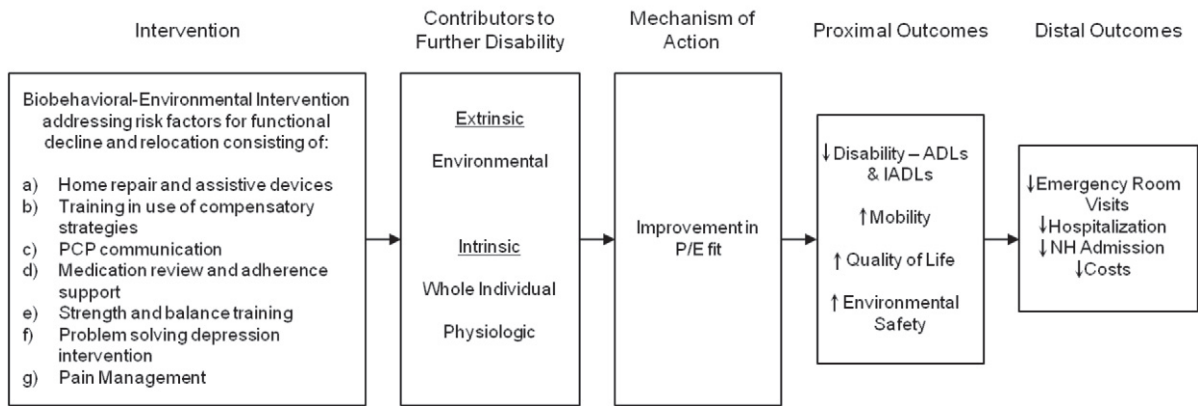 Intervention
Contributors to
Further Disability
Mechanism of
Action
Proximal Outcomes
Distal Outcomes
Biobehavioral-Environmental Intervention
addressing risk factors for functional
decline and relocation consisting of:
a) Home repair and assistive devices
b) Training in use of compensatory
strategies
c) PCP communication
d) Medication review and adherence
support
e) Strength and balance training
f) Problem solving depression
intervention
g) Pain Management
Extrinsic
Environmental
Intrinsic
Whole Individual
Physiologic
Improvement in
P/E fit
↓Disability – ADLs
& IADLs
↑Mobility
↑Quality of Life
↑Environmental
Safety
↓Emergency Room
Visits
↓Hospitalization
↓NH Admission
↓Costs